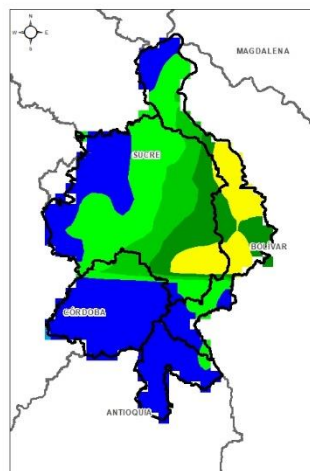 N
W E
S
MAGDALENA
SUCRE
BOLIVAR
CÓRDOBA
ANTIOQUIA